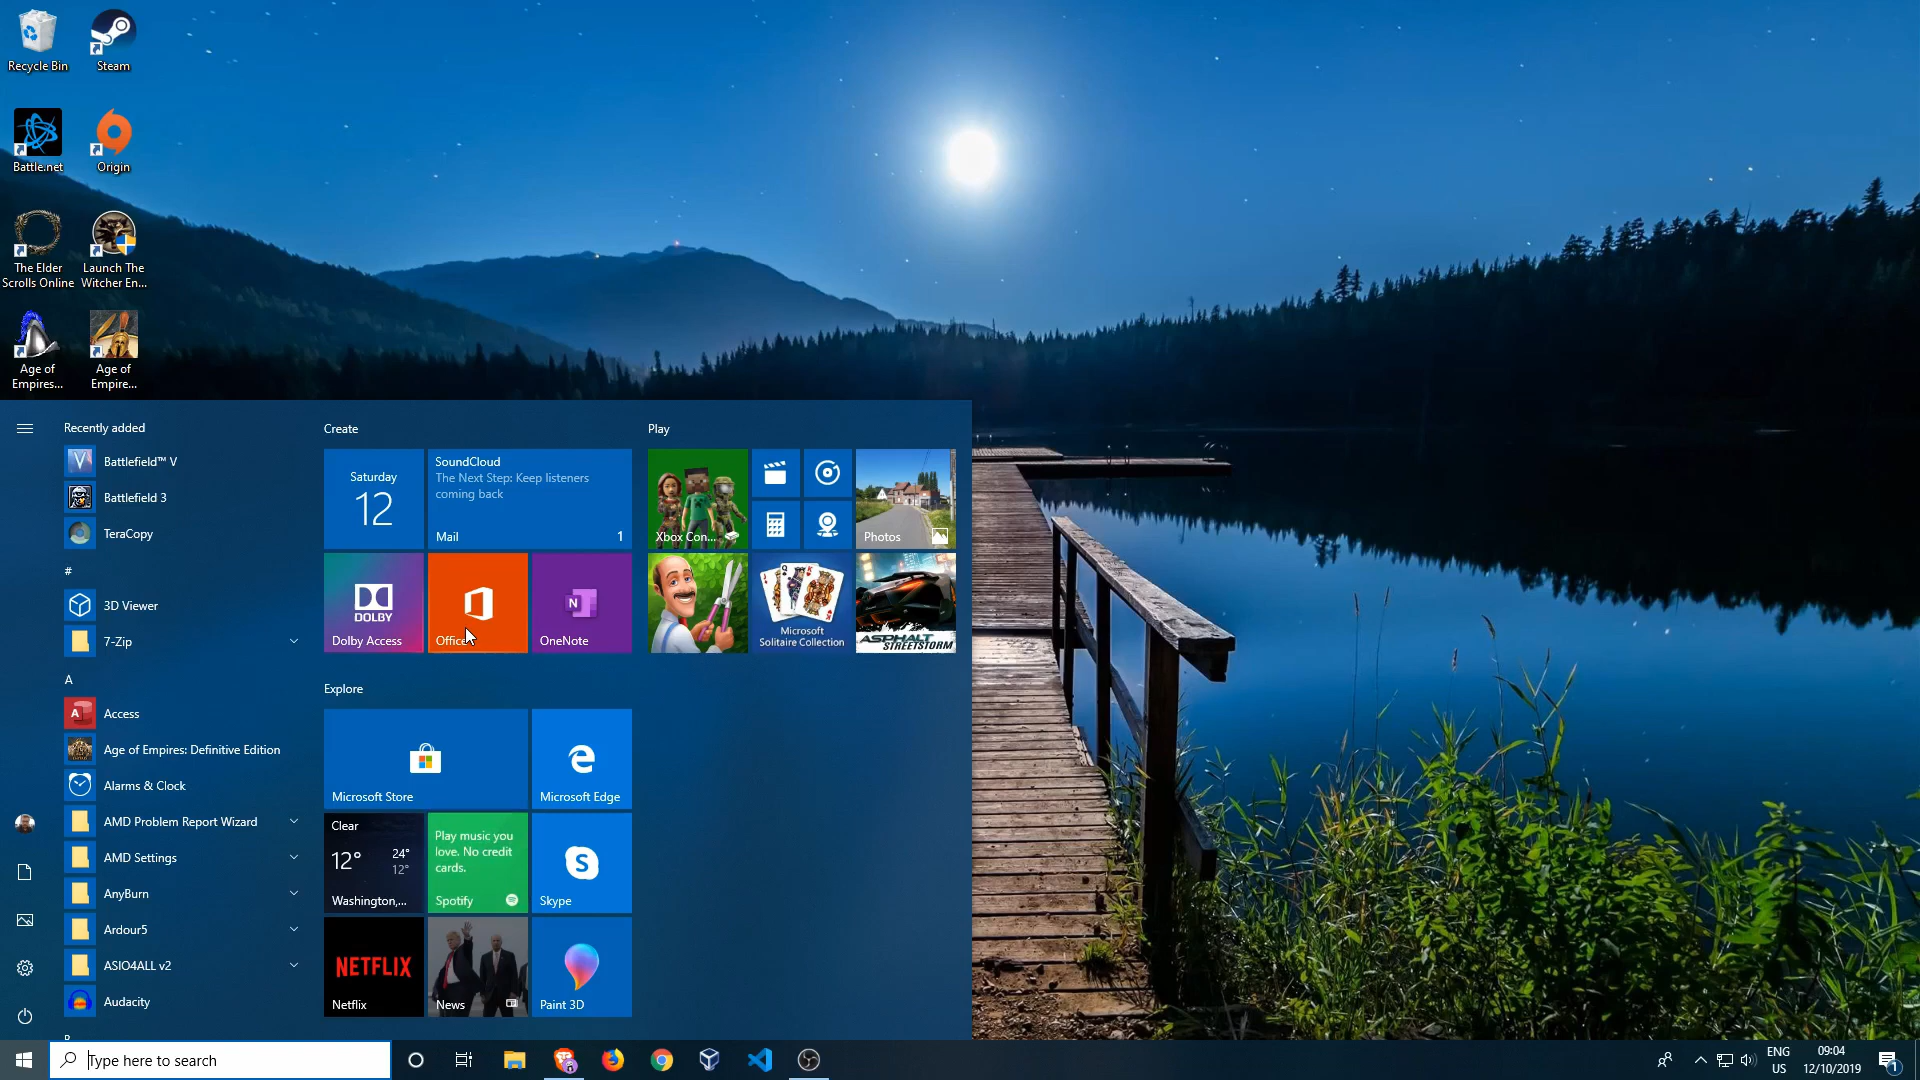 Recycle Bin
Steam
Battle.net
Origin
The Elder
Scrolls Online
Launch The
Witcher En...
Age of
Empires...
Age of
Empire...
Recently added
Battlefield™ V
Battlefield 3
TeraCopy
#
3D Viewer
7-Zip
A
Access
Age of Empires: Definitive Edition
Alarms & Clock
AMD Problem Report Wizard
AMD Settings
AnyBurn
Ardour5
ASIO4ALL v2
Audacity
Create
Saturday
12
SoundCloud
The Next Step: Keep listeners
coming back
Mail
1
DOLBY
Dolby Access
Office
N
OneNote
Explore
Microsoft Store
Microsoft Edge
Clear
12°
24°
12°
Washington,...
Play music you
love. No credit
cards.
Spotify
S
Skype
NETFLIX
Netflix
News
Paint 3D
Play
Xbox Con...
Photos
Microsoft
Solitaire Collection
ASPHALT
STREETSTORM
Type here to search
ENG
US
09:04
12/10/2019
1